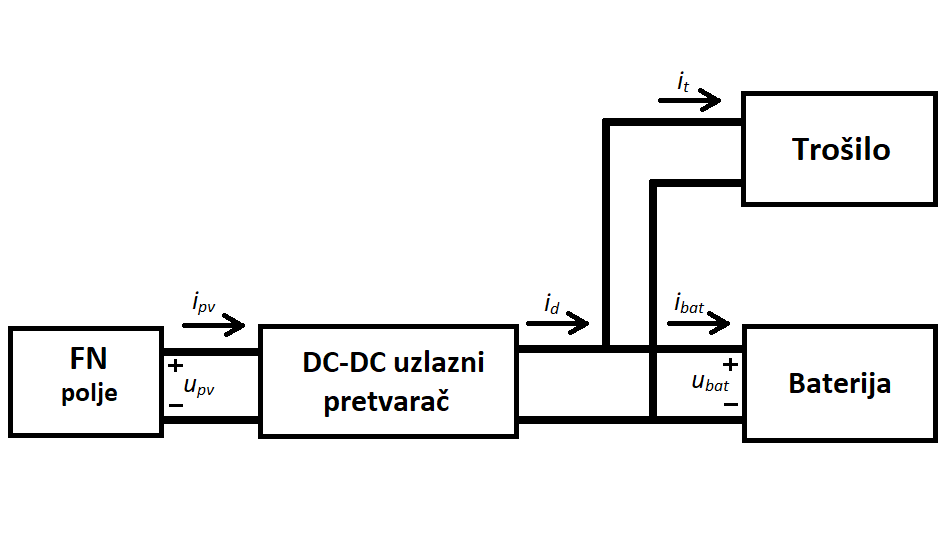 i_t
Trošilo
i_pv
i_d
i_bat
FN
polje
+
u_pv
−
DC-DC uzlazni
pretvarač
+
u_bat
−
Baterija